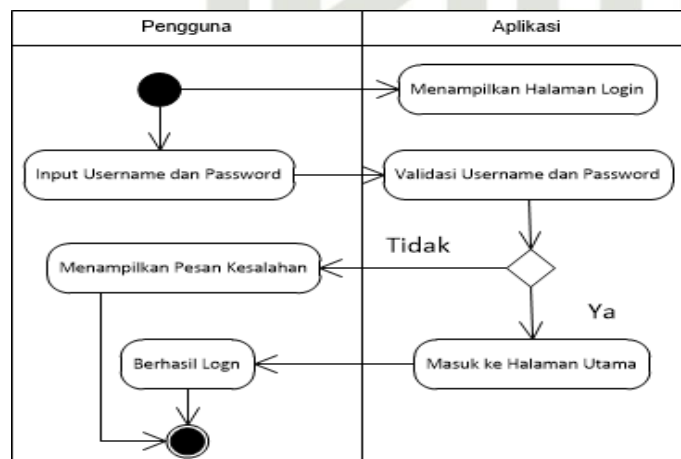 Pengguna
Aplikasi
Menampilkan Halaman Login
Input Username dan Password
Validasi Username dan Password
Tidak
Menampilkan Pesan Kesalahan
Ya
Berhasil Logn
Masuk ke Halaman Utama